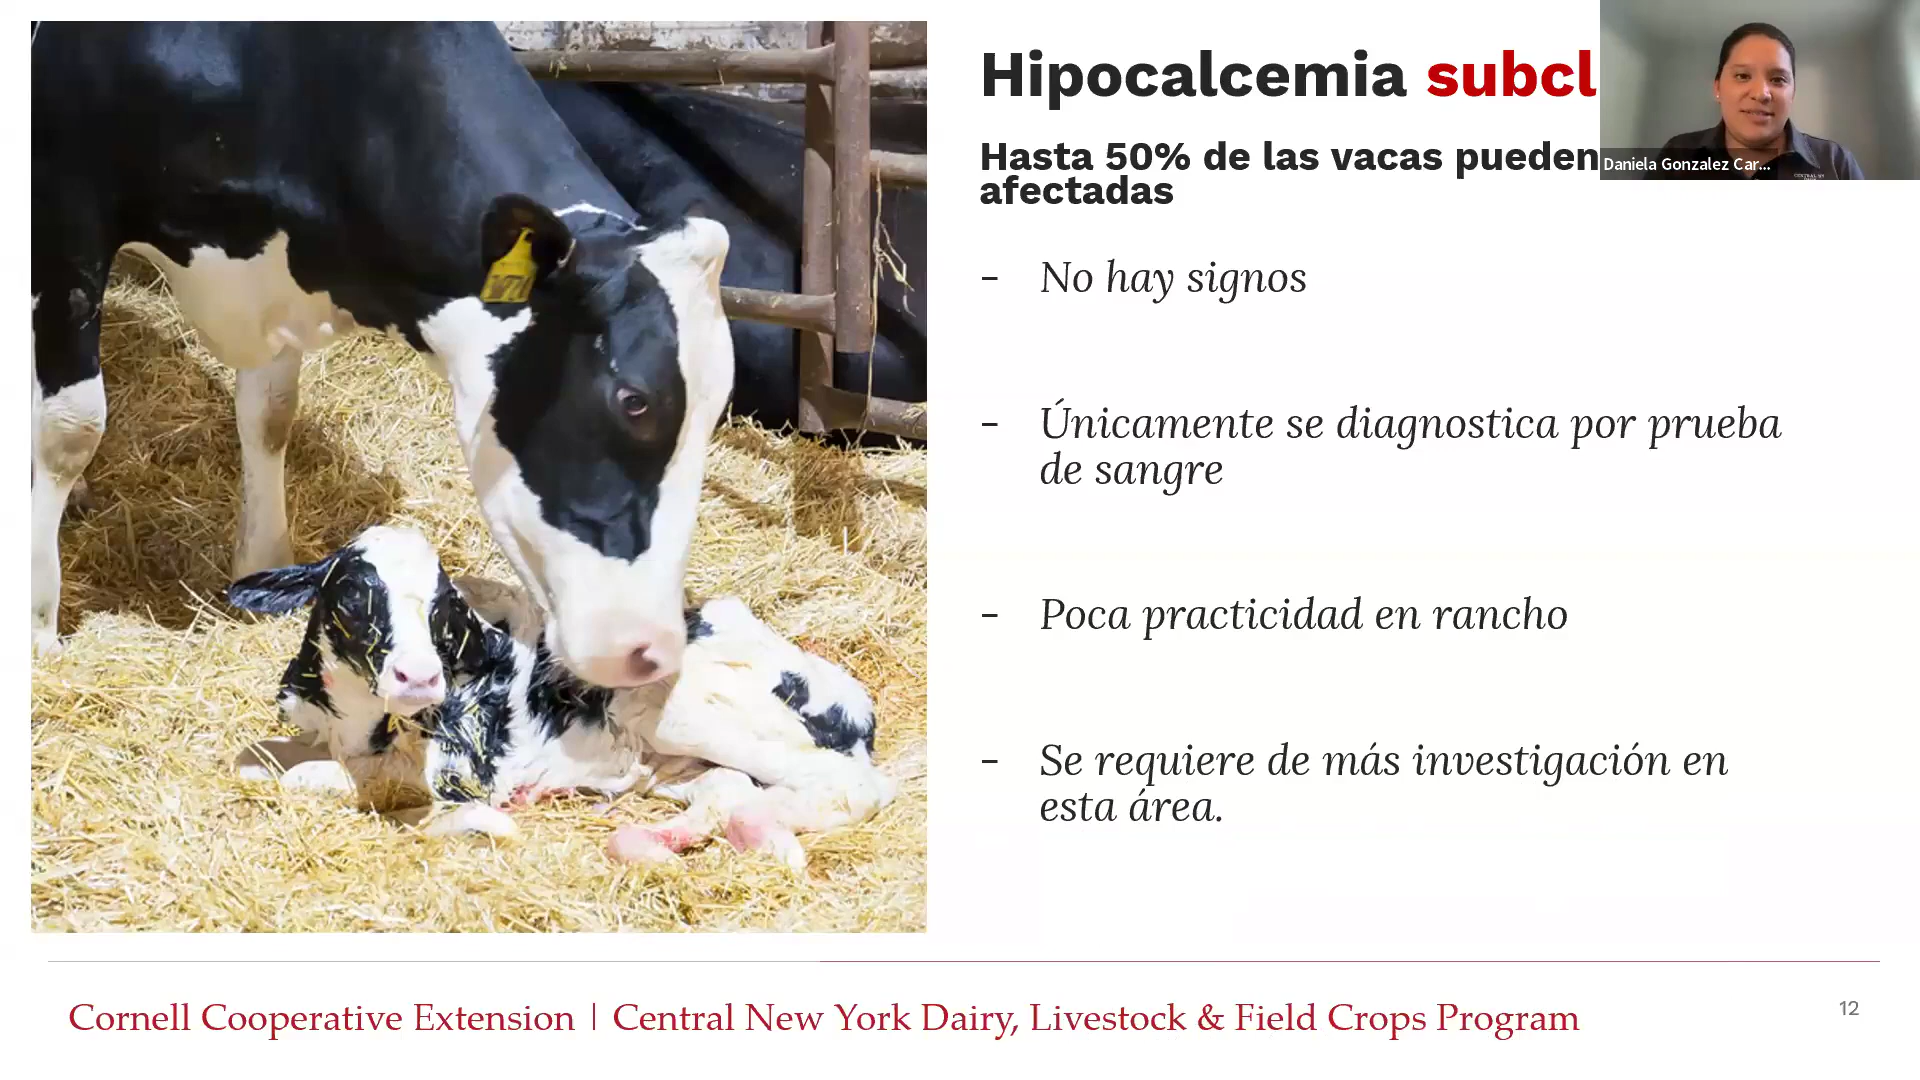 Hipocalcemia subcl
Hasta 50% de las vacas pueden
afectadas
Daniela Gonzalez Car...
- No hay signos
- Únicamente se diagnostica por prueba
de sangre
- Poca practicidad en rancho
- Se requiere de más investigación en
esta área.
Cornell Cooperative Extension | Central New York Dairy, Livestock & Field Crops Program
12